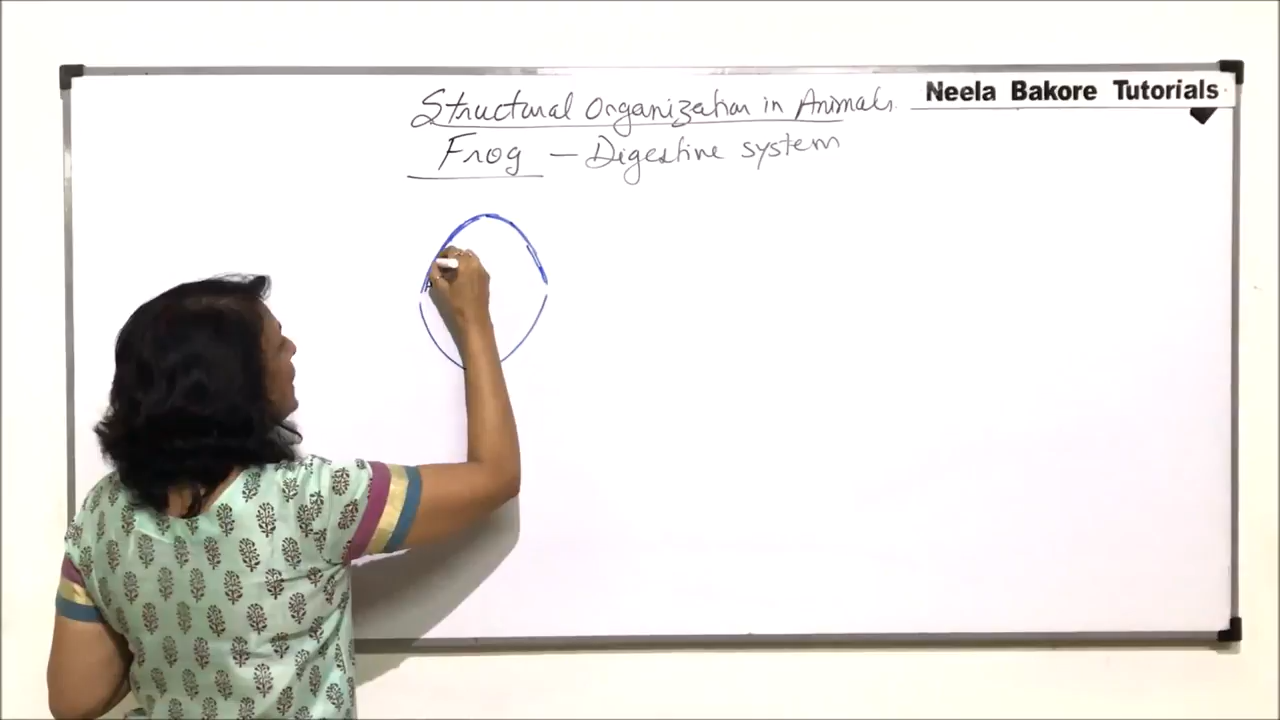 Structural Organization in Animals.
Neela Bakore Tutorials
Frog — Digestive system